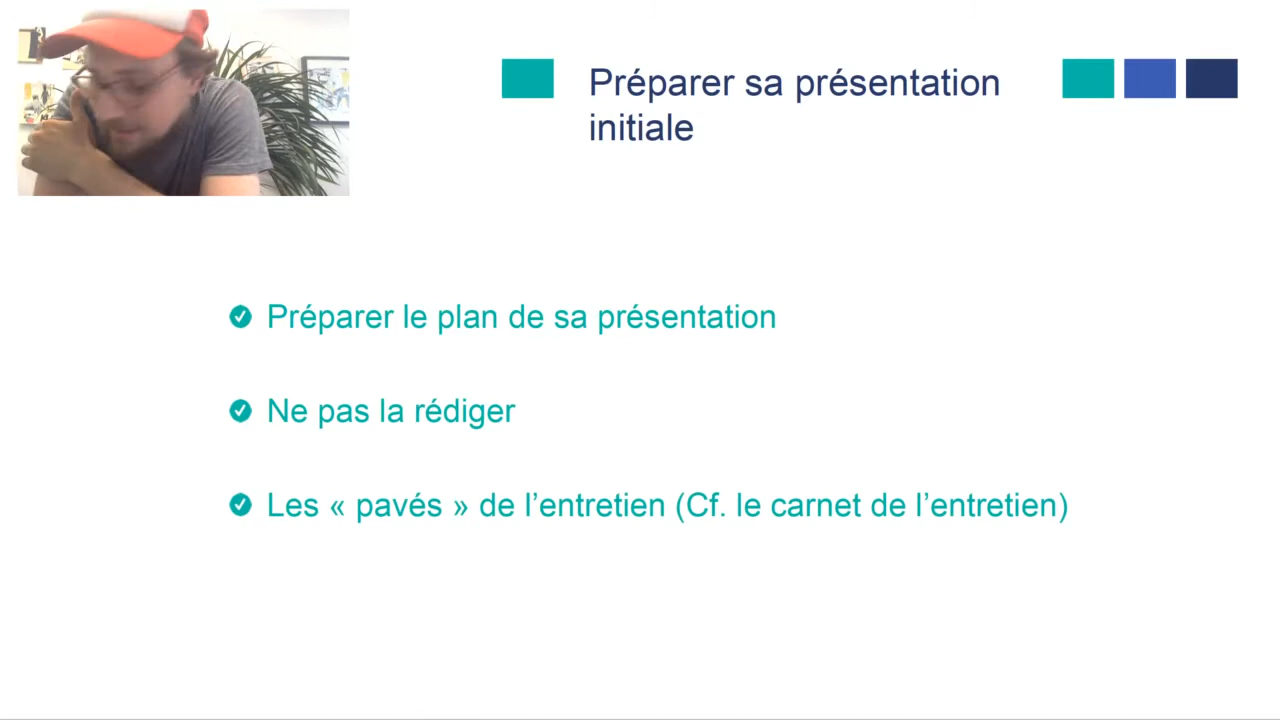 Préparer sa présentation
initiale
Préparer le plan de sa présentation
Ne pas la rédiger
Les « pavés » de l’entretien (Cf. le carnet de l’entretien)